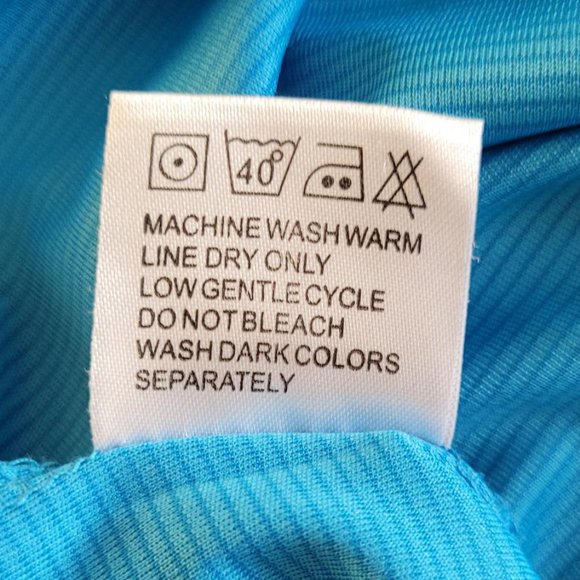 40°
MACHINE WASH WARM
LINE DRY ONLY
LOW GENTLE CYCLE
DO NOT BLEACH
WASH DARK COLORS
SEPARATELY